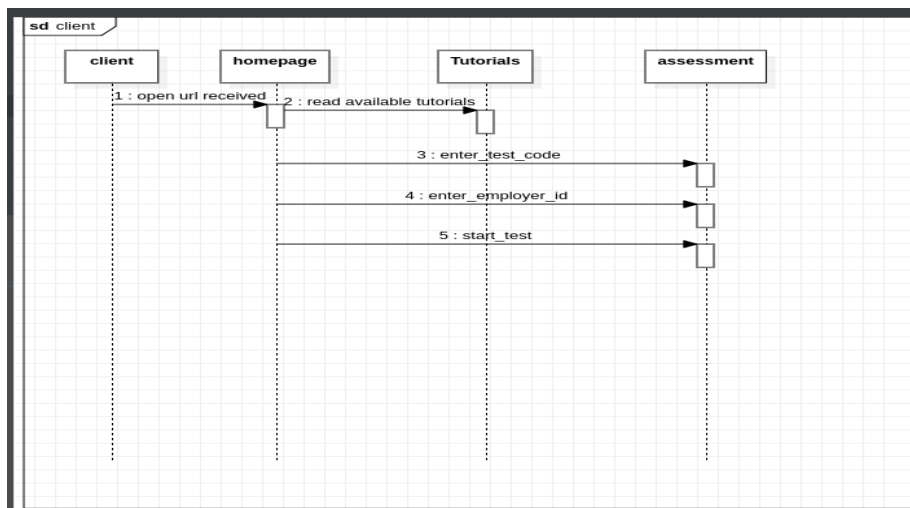 sd client
client
homepage
Tutorials
assessment
1 : open url received
2 : read available tutorials
3 : enter_test_code
4 : enter_employer_id
5 : start_test